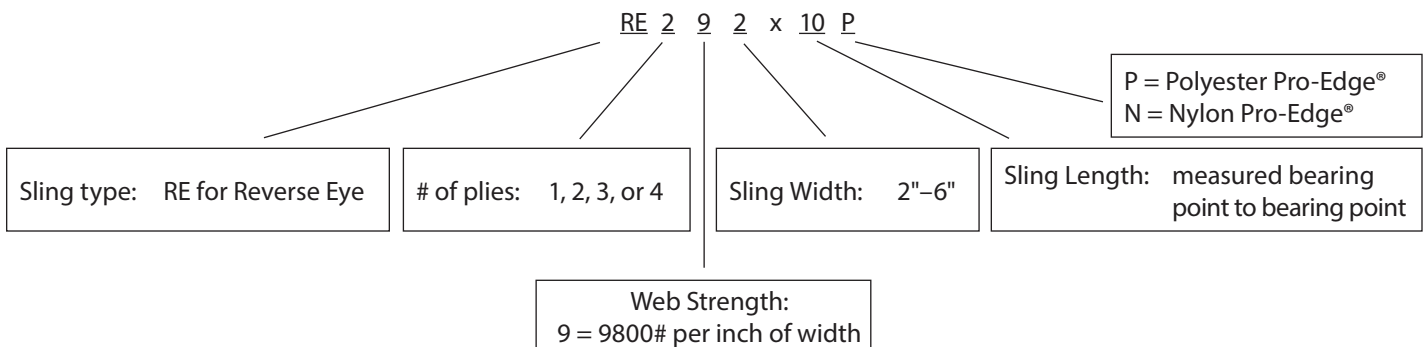 RE 2 9 2 x 10 P
P = Polyester Pro-Edge®
N = Nylon Pro-Edge®
Sling type: RE for Reverse Eye
# of plies: 1, 2, 3, or 4
Sling Width: 2"–6"
Sling Length: measured bearing
point to bearing point
Web Strength:
9 = 9800# per inch of width